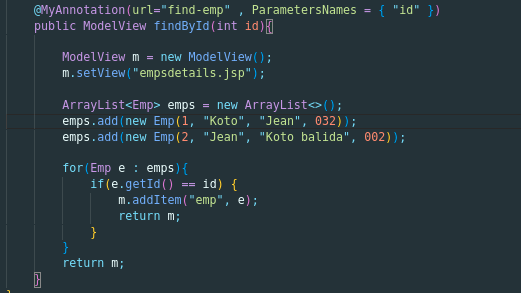 @MyAnnotation(url="find-emp" , ParametersNames = { "id" })
public ModelView findById(int id){
ModelView m = new ModelView();
m.setView("empsdetails.jsp");
ArrayList<Emp> emps = new ArrayList<>();
emps.add(new Emp(1, "Koto", "Jean", 032));
emps.add(new Emp(2, "Jean", "Koto balida", 002));
for(Emp e : emps){
if(e.getId() == id) {
m.addItem("emp", e);
return m;
}
}
return m;
}
}